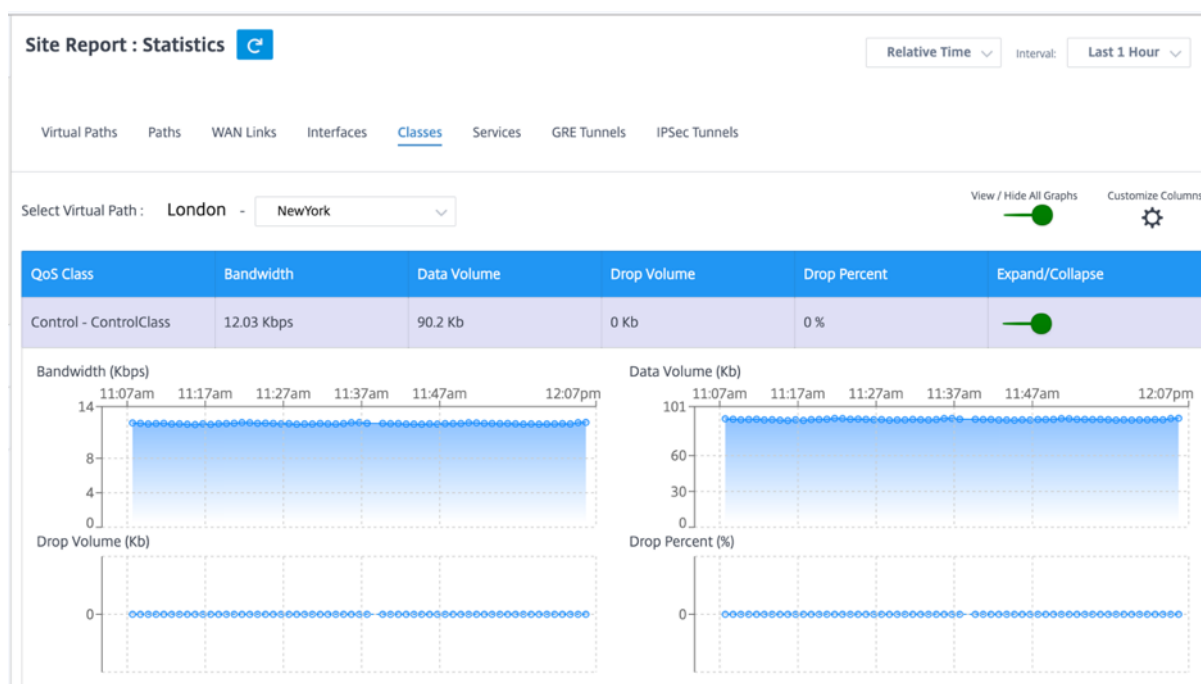 Site Report : Statistics
Relative Time
Interval:
Last 1 Hour
Virtual Paths Paths WAN Links Interfaces Classes Services GRE Tunnels IPSec Tunnels
View / Hide All Graphs
Customize Columns
Select Virtual Path : London - NewYork
QoS Class Bandwidth Data Volume Drop Volume Drop Percent Expand/Collapse
Control - ControlClass 12.03 Kbps 90.2 Kb 0 Kb 0 %
Bandwidth (Kbps)
11:07am 11:17am 11:27am 11:37am 11:47am 12:07pm
14
8
4
0
Data Volume (Kb)
11:07am 11:17am 11:27am 11:37am 11:47am 12:07pm
101
60
30
0
Drop Volume (Kb)
0
Drop Percent (%)
0